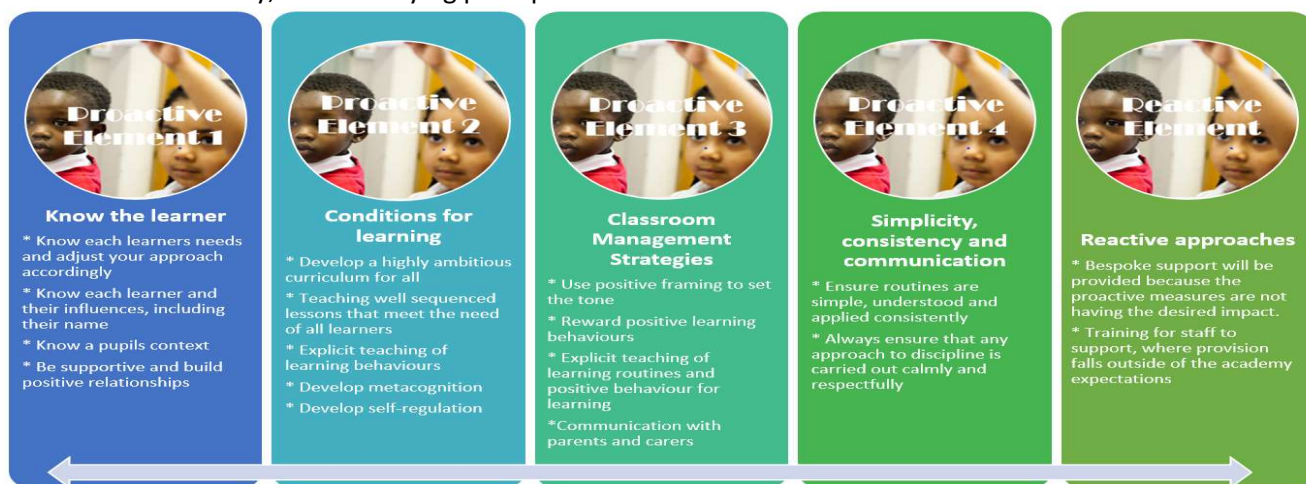 Proactive
Element 1
Know the learner
* Know each learners needs
and adjust your approach
accordingly
* Know each learner and
their influences, including
their name
* Know a pupils context
* Be supportive and build
positive relationships
Proactive
Element 2
Conditions for
learning
* Develop a highly ambitious
curriculum for all
* Teaching well sequenced
lessons that meet the need
of all learners
* Explicit teaching of
learning behaviours
* Develop metacognition
* Develop self-regulation
Proactive
Element 3
Classroom
Management
Strategies
* Use positive framing to set
the tone
* Reward positive learning
behaviours
* Explicit teaching of
learning routines and
positive behaviour for
learning
*Communication with
parents and carers
Proactive
Element 4
Simplicity,
consistency and
communication
* Ensure routines are
simple, understood and
applied consistently
* Always ensure that any
approach to discipline is
carried out calmly and
respectfully
Reactive
Element
Reactive approaches
* Bespoke support will be
provided because the
proactive measures are not
having the desired impact.
* Training for staff to
support, where provision
falls outside of the academy
expectations